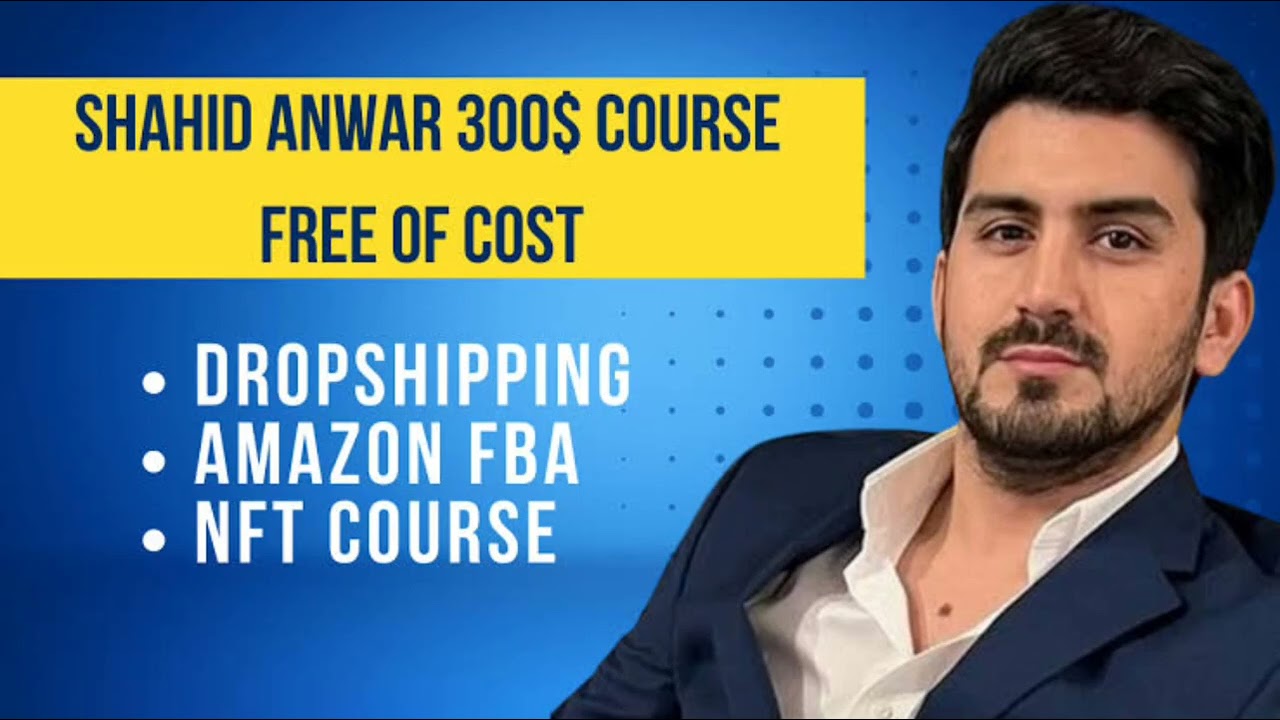 SHAHID ANWAR 300$ COURSE
FREE OF COST
• DROPSHIPPING
• AMAZON FBA
• NFT COURSE